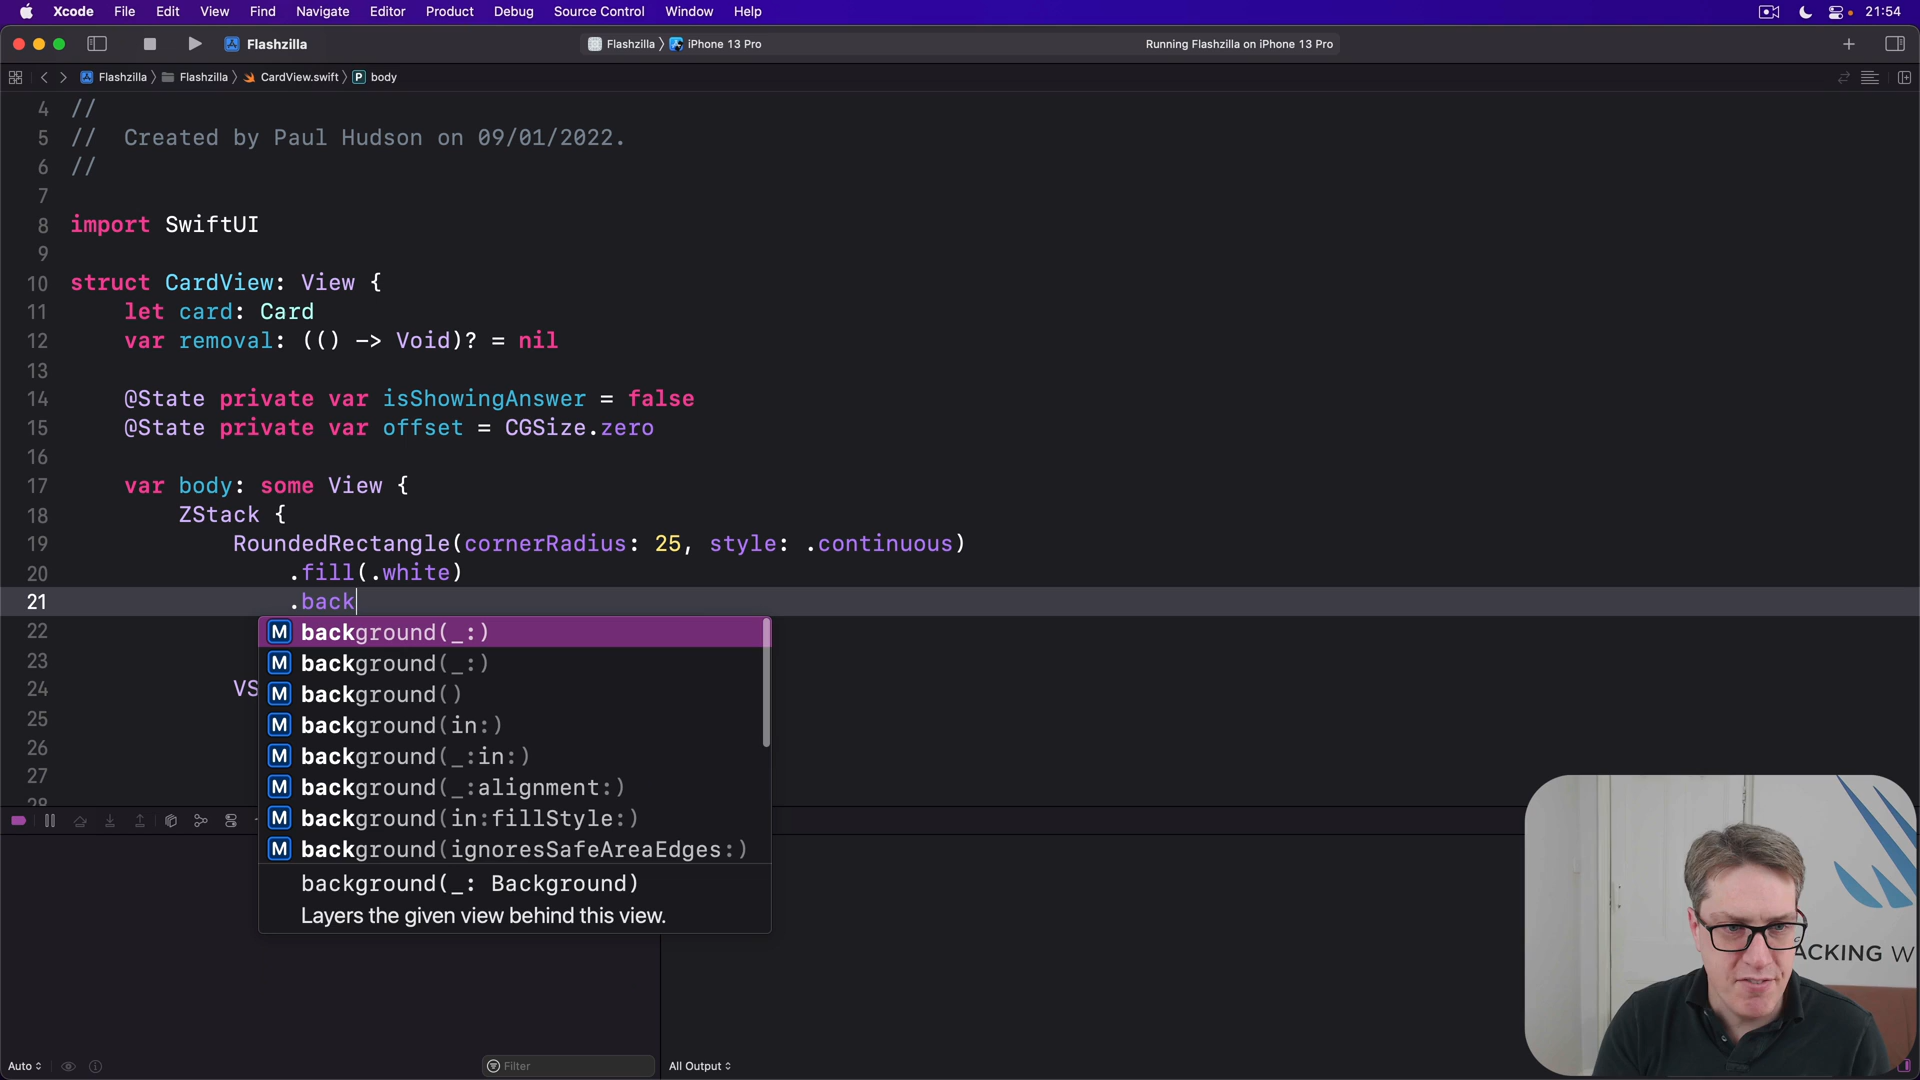 Xcode File Edit View Find Navigate Editor Product Debug Source Control Window Help 21:54
Flashzilla Flashzilla iPhone 13 Pro Running Flashzilla on iPhone 13 Pro
Flashzilla Flashzilla CardView.swift P body
4 //
5 //  Created by Paul Hudson on 09/01/2022.
6 //
7
8 import SwiftUI
9
10 struct CardView: View {
11 let card: Card
12 var removal: (() -> Void)? = nil
13
14 @State private var isShowingAnswer = false
15 @State private var offset = CGSize.zero
16
17 var body: some View {
18 ZStack {
19 RoundedRectangle(cornerRadius: 25, style: .continuous)
20 .fill(.white)
21 .back
22 M background(_:)
23 M background(_:)
24 VS M background()
25 M background(in:)
26 M background(_:in:)
27 M background(_:alignment:)
28 M background(in:fillStyle:)
M background(ignoresSafeAreaEdges:)
background(_: Background)
Layers the given view behind this view.
ACKING W
Auto Filter All Output